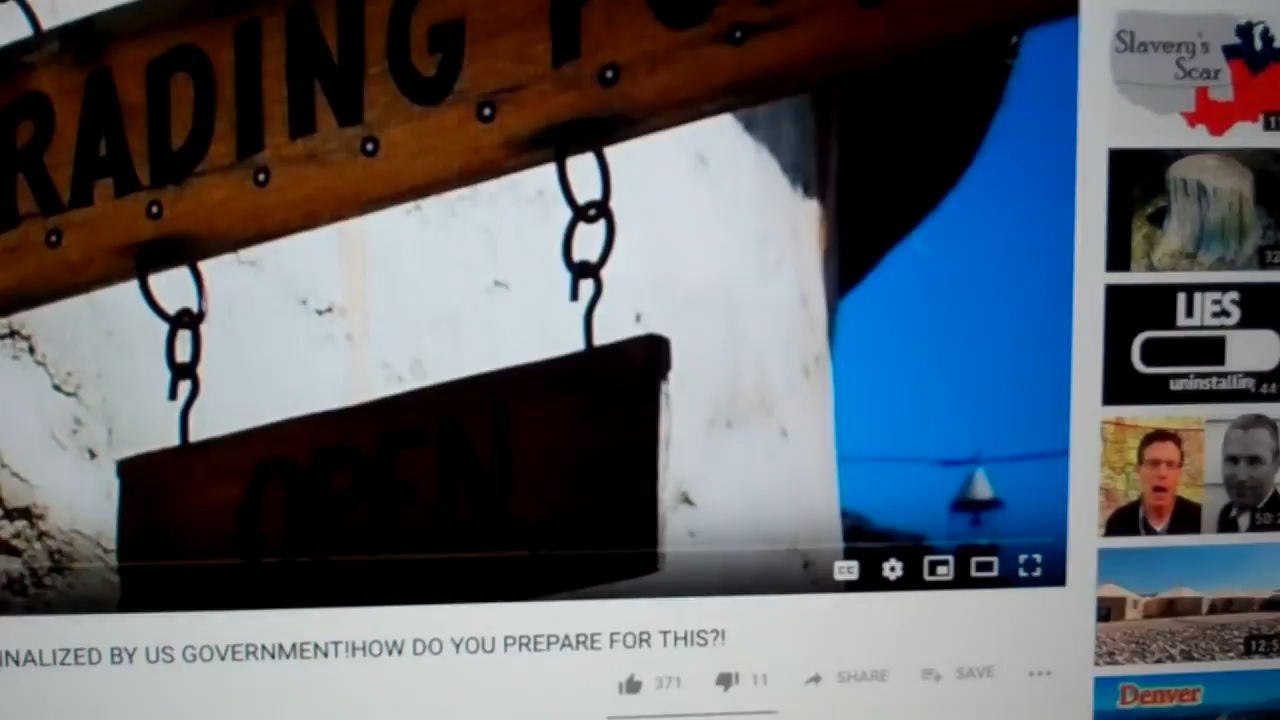 RADING
OPEN
CC
INALIZED BY US GOVERNMENT!HOW DO YOU PREPARE FOR THIS?!
371
11
SHARE
SAVE
Slavery's
Scar
LIES
uninstalling
Denver